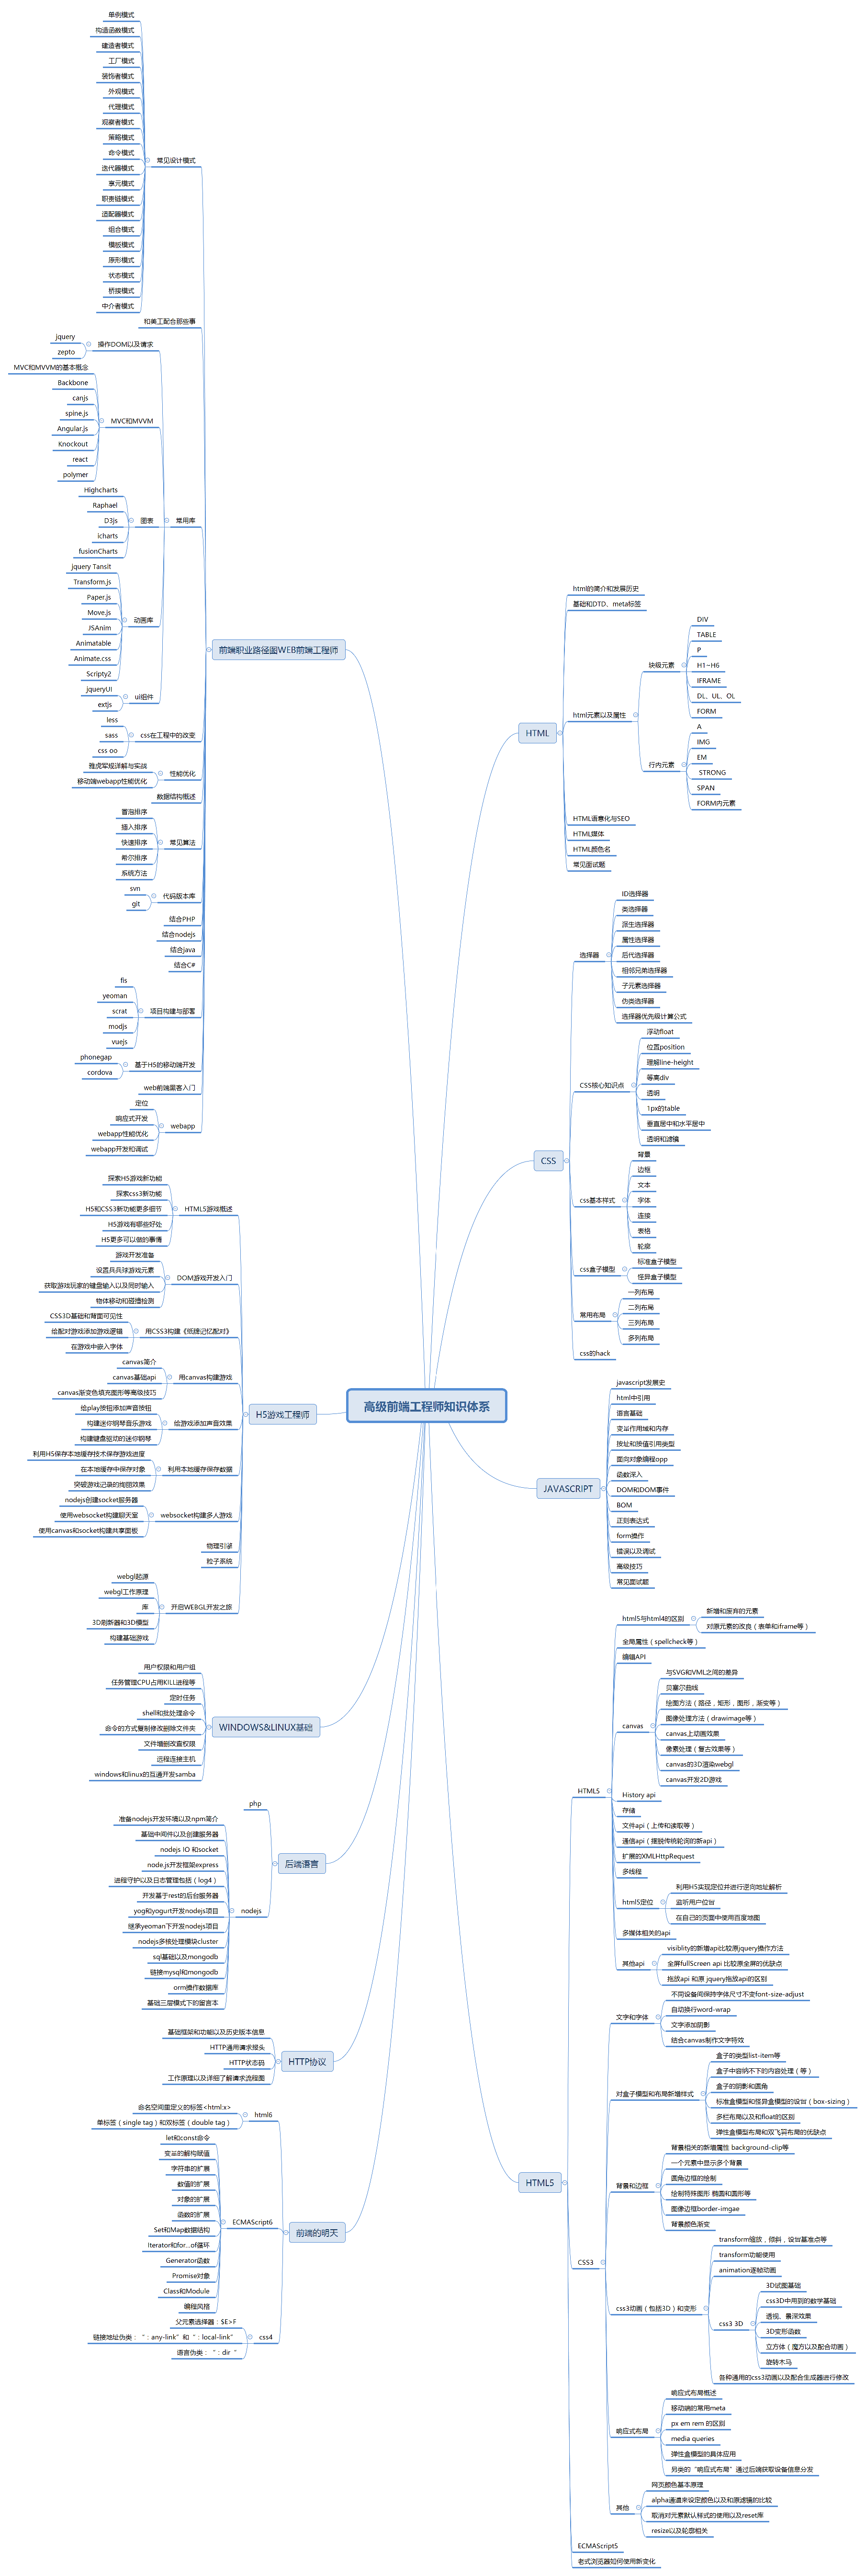 高级前端工程师知识体系
前端职业路径图WEB前端工程师
常见设计模式
单例模式
构造函数模式
建造者模式
工厂模式
装饰者模式
外观模式
代理模式
观察者模式
策略模式
命令模式
迭代器模式
享元模式
职责链模式
适配器模式
组合模式
模板模式
原形模式
状态模式
桥接模式
中介者模式
和美工配合那些事
常用库
操作DOM以及请求
jquery
zepto
MVC和MVVM
MVC和MVVM的基本概念
Backbone
canjs
spine.js
Angular.js
Knockout
react
polymer
图表
Highcharts
Raphael
D3js
icharts
fusionCharts
动画库
jquery Tansit
Transform.js
Paper.js
Move.js
JSAnim
Animatable
Animate.css
Scripty2
ui组件
jqueryUI
extjs
css在工程中的改变
less
sass
css oo
性能优化
雅虎军规详解与实战
移动端webapp性能优化
数据结构概述
常见算法
冒泡排序
插入排序
快速排序
希尔排序
系统方法
代码版本库
svn
git
结合PHP
结合nodejs
结合java
结合C#
项目构建与部署
fis
yeoman
scrat
modjs
vuejs
基于H5的移动端开发
phonegap
cordova
web前端黑客入门
webapp
定位
响应式开发
webapp性能优化
webapp开发和调试
H5游戏工程师
HTML5游戏概述
探索H5游戏新功能
探索css3新功能
H5和CSS3新功能更多细节
H5游戏有哪些好处
H5更多可以做的事情
DOM游戏开发入门
游戏开发准备
设置乒乓球游戏元素
获取游戏玩家的键盘输入以及同时输入
物体移动和碰撞检测
用CSS3构建《纸牌记忆配对》
CSS3D基础和背面可见性
给配对游戏添加游戏逻辑
在游戏中嵌入字体
用canvas构建游戏
canvas简介
canvas基础api
canvas渐变色填充图形等高级技巧
给游戏添加声音效果
给play按钮添加声音按钮
构建迷你钢琴音乐游戏
构建键盘驱动的迷你钢琴
利用本地缓存保存数据
利用H5保存本地缓存技术保存游戏进度
在本地缓存中保存对象
突破游戏记录的绚丽效果
websocket构建多人游戏
nodejs创建socket服务器
使用websocket构建聊天室
使用canvas和socket构建共享画板
物理引擎
粒子系统
开启WEBGL开发之旅
webgl起源
webgl工作原理
库
3D刷新器和3D模型
构建基础游戏
WINDOWS&LINUX基础
用户权限和用户组
任务管理CPU占用KILL进程等
定时任务
shell和批处理命令
命令的方式复制修改删除文件夹
文件增删改查权限
远程连接主机
windows和linux的互通开发samba
后端语言
php
nodejs
准备nodejs开发环境以及npm简介
基础中间件以及创建服务器
nodejs IO 和socket
node.js开发框架express
进程守护以及日志管理包括（log4）
开发基于rest的后台服务器
yog和yogurt开发nodejs项目
继承yeoman下开发nodejs项目
nodejs多核处理模块cluster
sql基础以及mongodb
链接mysql和mongodb
orm操作数据库
基础三层模式下的留言本
HTTP协议
基础框架和功能以及历史版本信息
HTTP通用请求报头
HTTP状态码
工作原理以及详细了解请求流程图
前端的明天
html6
命名空间里定义的标签<html:x>
单标签（single tag）和双标签（double tag）
ECMAScript6
let和const命令
变量的解构赋值
字符串的扩展
数值的扩展
对象的扩展
函数的扩展
Set和Map数据结构
Iterator和for...of循环
Generator函数
Promise对象
Class和Module
编程风格
css4
父元素选择器：$E>F
链接地址伪类：“：any-link”和“：local-link”
语言伪类：“：dir ”
HTML
html的简介和发展历史
基础和DTD、meta标签
html元素以及属性
块级元素
DIV
TABLE
P
H1~H6
IFRAME
DL、UL、OL
FORM
行内元素
A
IMG
EM
STRONG
SPAN
FORM内元素
HTML语意化与SEO
HTML媒体
HTML颜色名
常见面试题
CSS
选择器
ID选择器
类选择器
派生选择器
属性选择器
后代选择器
相邻兄弟选择器
子元素选择器
伪类选择器
选择器优先级计算公式
CSS核心知识点
浮动float
位置position
理解line-height
等高div
透明
1px的table
垂直居中和水平居中
透明和滤镜
css基本样式
背景
边框
文本
字体
连接
表格
轮廓
css盒子模型
标准盒子模型
怪异盒子模型
常用布局
一列布局
二列布局
三列布局
多列布局
css的hack
JAVASCRIPT
javascript发展史
html中引用
语言基础
变量作用域和内存
按址和按值引用类型
面向对象编程opp
函数深入
DOM和DOM事件
BOM
正则表达式
form操作
错误以及调试
高级技巧
常见面试题
HTML5
HTML5
html5与html4的区别
新增和废弃的元素
对原元素的改良（表单和iframe等）
全局属性（spellcheck等）
编辑API
canvas
与SVG和VML之间的差异
贝塞尔曲线
绘图方法（路径，矩形，圆形，渐变等）
图像处理方法（drawimage等）
canvas上动画效果
像素处理（复古效果等）
canvas的3D渲染webgl
canvas开发2D游戏
History api
存储
文件api（上传和读取等）
通信api（摆脱传统轮询的新api）
扩展的XMLHttpRequest
多线程
html5定位
利用H5实现定位并进行逆向地址解析
监听用户位置
在自己的页面中使用百度地图
多媒体相关的api
其他api
visiblity的新增api比较原jquery操作方法
全屏fullScreen api 比较原全屏的优缺点
拖放api 和原 jquery拖放api的区别
CSS3
文字和字体
不同设备间保持字体尺寸不变font-size-adjust
自动换行word-wrap
文字添加阴影
结合canvas制作文字特效
对盒子模型和布局新增样式
盒子的类型list-item等
盒子中容纳不下的内容处理（等）
盒子的阴影和圆角
标准盒模型和怪异盒模型的设置（box-sizing）
多栏布局以及和float的区别
弹性盒模型布局和双飞羽布局的优缺点
背景和边框
背景相关的新增属性 background-clip等
一个元素中显示多个背景
圆角边框的绘制
绘制特殊图形 椭圆和圆形等
图像边框border-imgae
背景颜色渐变
css3动画（包括3D）和变形
transform缩放，倾斜，设置基准点等
transform功能使用
animation逐帧动画
css3 3D
3D试图基础
css3D中用到的数学基础
透视、景深效果
3D变形函数
立方体（魔方以及配合动画）
旋转木马
各种通用的css3动画以及配合生成器进行修改
响应式布局
响应式布局概述
移动端的常用meta
px em rem 的区别
media queries
弹性盒模型的具体应用
另类的“响应式布局”通过后端获取设备信息分发
其他
网页颜色基本原理
alpha通道来设定颜色以及和原滤镜的比较
取消对元素默认样式的使用以及reset库
resize以及轮廓相关
ECMAScript5
老式浏览器如何使用新变化